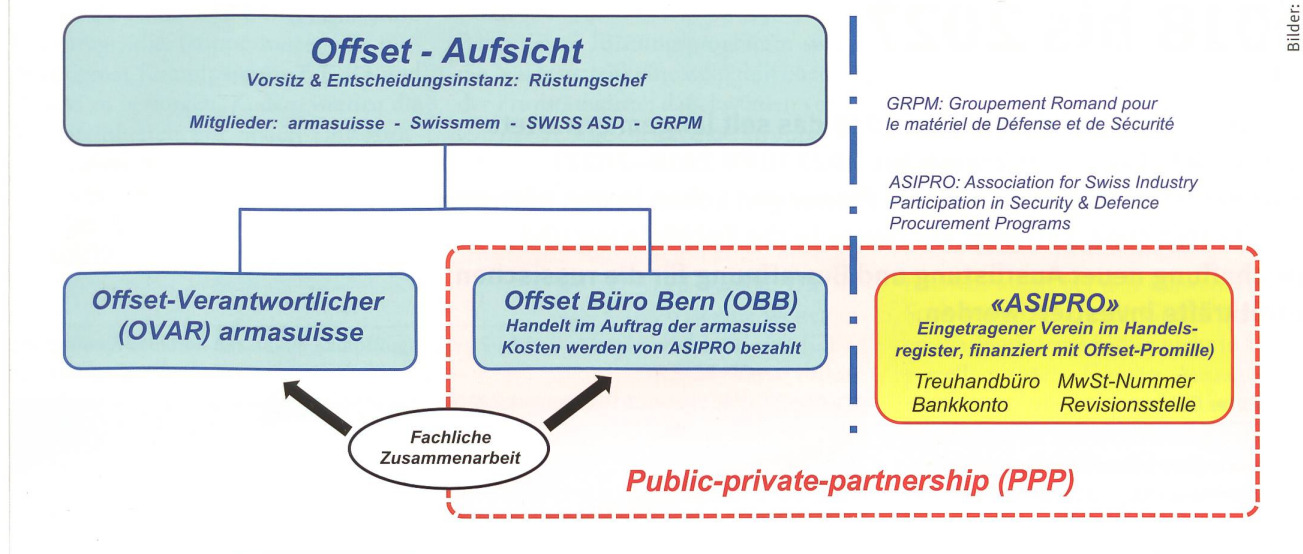 Bilder:
Offset - Aufsicht
Vorsitz & Entscheidungsinstanz: Rüstungschef
Mitglieder: armasuisse - Swissmem - SWISS ASD - GRPM
GRPM: Groupement Romand pour
le matériel de Défense et de Sécurité
ASIPRO: Association for Swiss Industry
Participation in Security & Defence
Procurement Programs
Offset-Verantwortlicher
(OVAR) armasuisse
Offset Büro Bern (OBB)
Handelt im Auftrag der armasuisse
Kosten werden von ASIPRO bezahlt
«ASIPRO»
Eingetragener Verein im Handels-
register, finanziert mit Offset-Promille)
Treuhandbüro MwSt-Nummer
Bankkonto Revisionsstelle
Fachliche
Zusammenarbeit
Public-private-partnership (PPP)